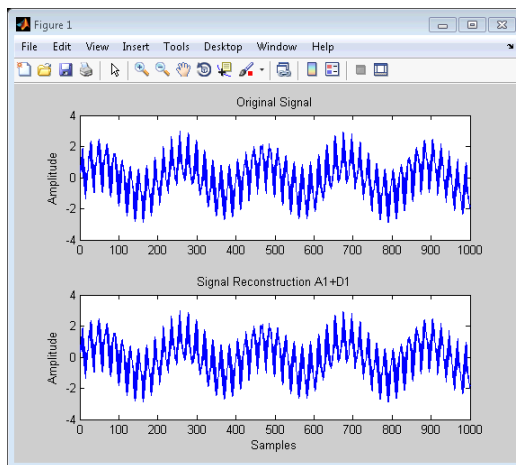 Figure 1
File Edit View Insert Tools Desktop Window Help
Original Signal
4
2
0
-2
-4
Amplitude
0 100 200 300 400 500 600 700 800 900 1000
Signal Reconstruction A1+D1
4
2
0
-2
-4
Amplitude
0 100 200 300 400 500 600 700 800 900 1000
Samples